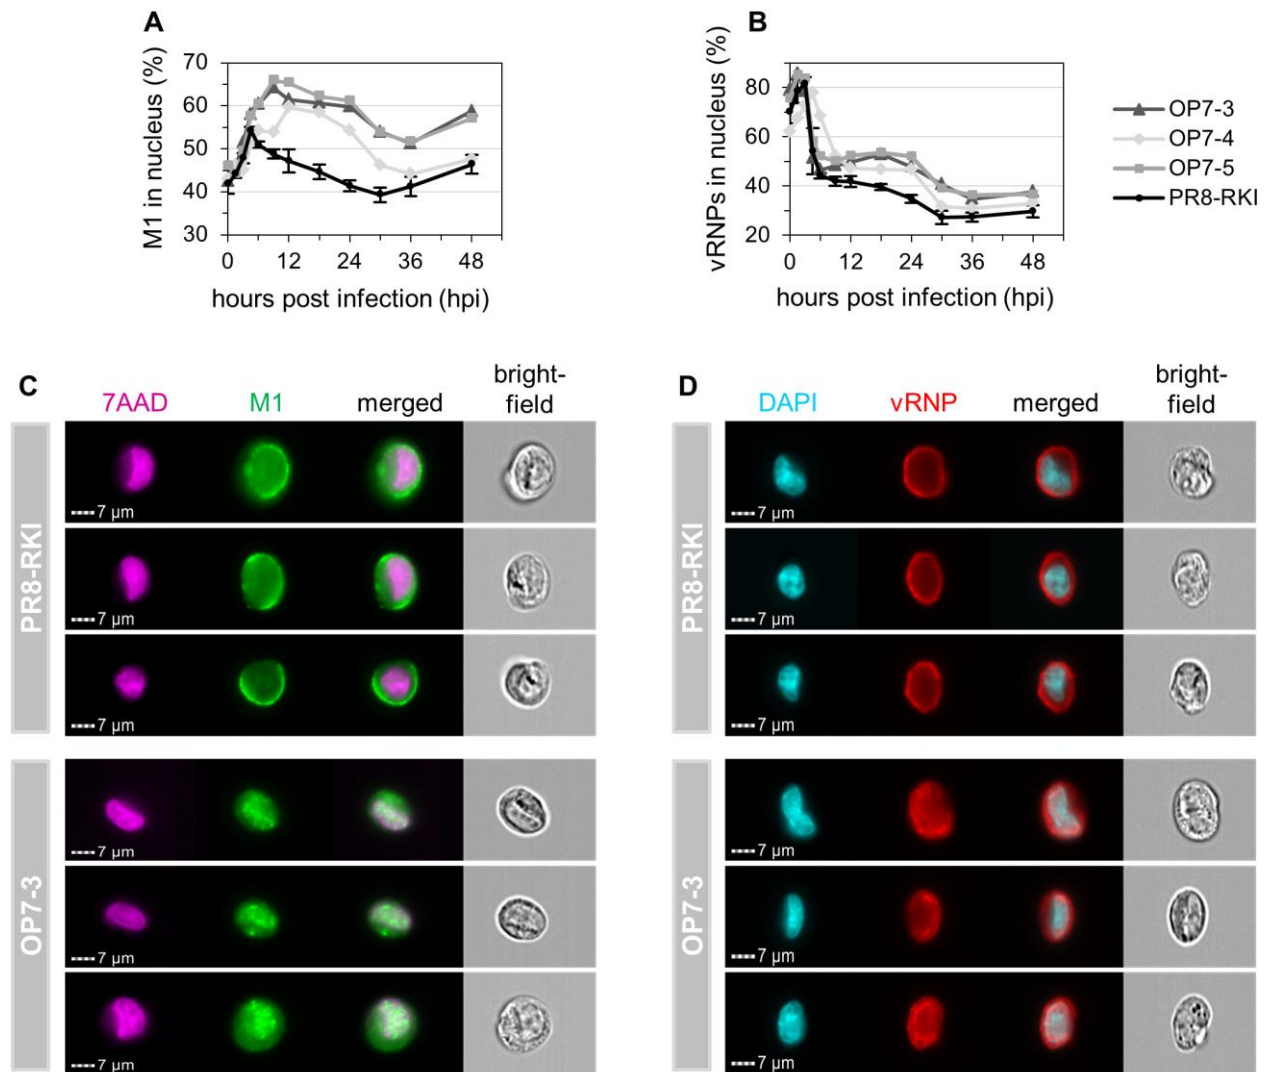 A
M1 in nucleus (%)
70
60
50
40
30
0 12 24 36 48
hours post infection (hpi)
B
vRNPs in nucleus (%)
80
60
40
20
0 12 24 36 48
hours post infection (hpi)
OP7-3
OP7-4
OP7-5
PR8-RKI
C
7AAD M1 merged bright-
field
PR8-RKI
7 µm
7 µm
7 µm
OP7-3
7 µm
7 µm
7 µm
D
DAPI vRNP merged bright-
field
PR8-RKI
7 µm
7 µm
7 µm
OP7-3
7 µm
7 µm
7 µm